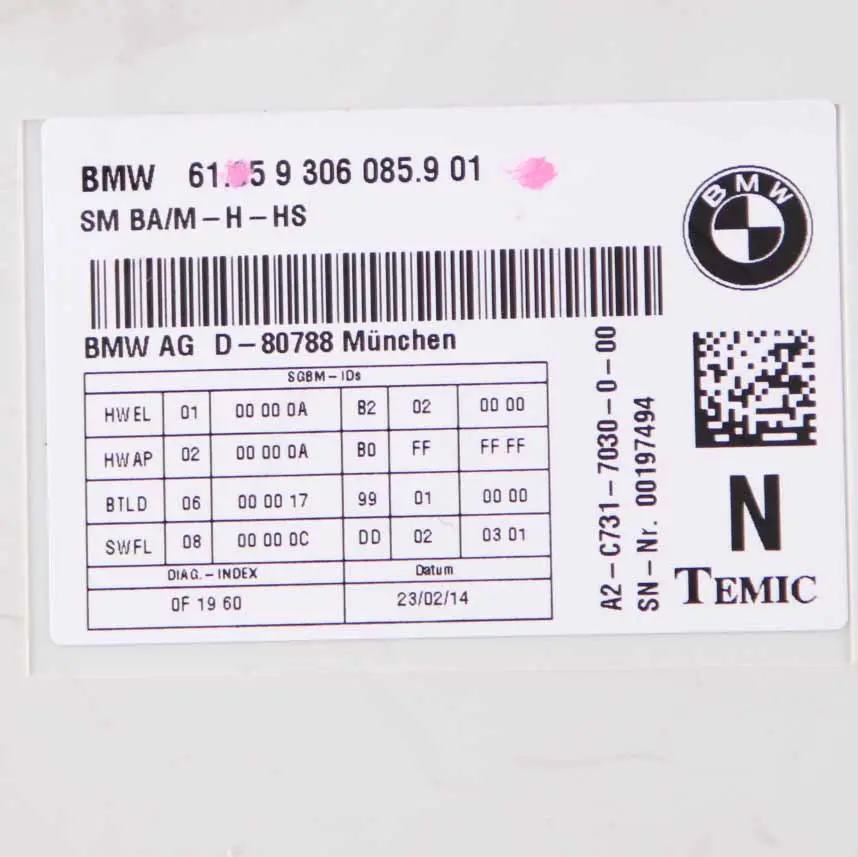 BMW 61. 5 9 306 085.9 01
SM BA/M-H-HS
BMW
BMW AG D-80788 München
SGBM-IDs
HWEL 01 00 00 0A B2 02 00 00
HWAP 02 00 00 0A B0 FF FF FF
BTLD 06 00 00 17 99 01 00 00
SWFL 08 00 00 0C DD 02 03 01
DIAG.-INDEX Datum
0F 19 60 23/02/14
A2-C731-7030-0-00
SN-Nr. 00197494
N
TEMIC